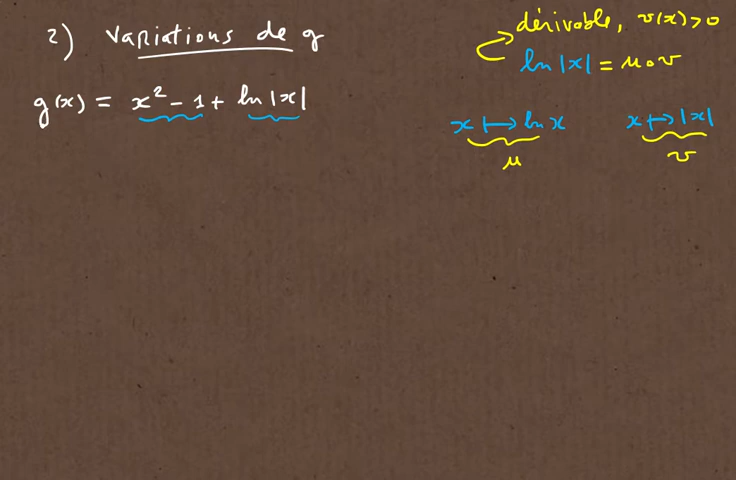 2) Variations de g
g(x) = x² - 1 + ln|x|
dérivable, v(x) > 0
ln|x| = u∘v
x ↦ ln x
u
x ↦ |x|
v